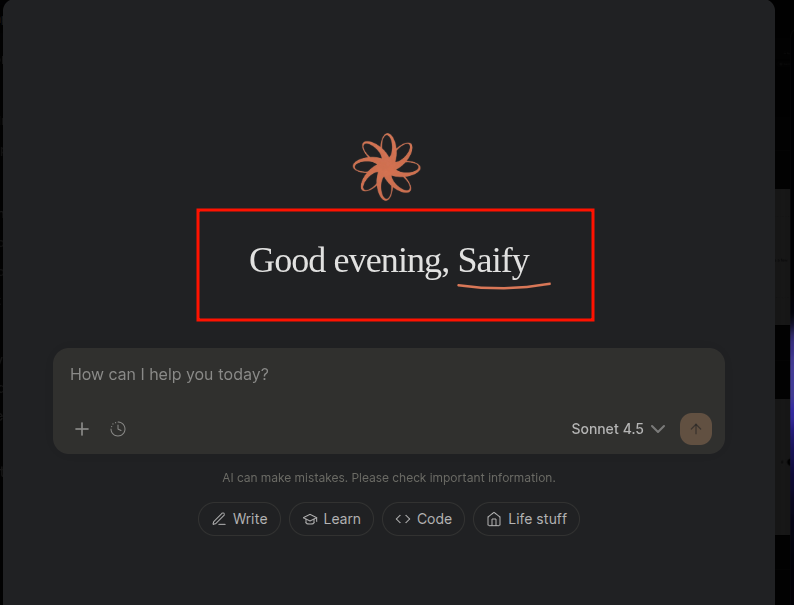 Good evening, Saify
How can I help you today?
Sonnet 4.5
AI can make mistakes. Please check important information.
Write
Learn
Code
Life stuff